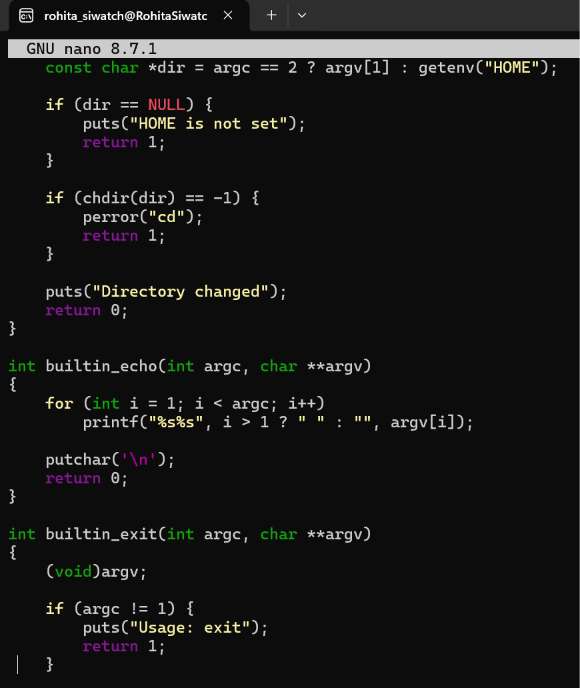 rohita_siwatch@RohitaSiwatc
GNU nano 8.7.1
    const char *dir = argc == 2 ? argv[1] : getenv("HOME");

    if (dir == NULL) {
        puts("HOME is not set");
        return 1;
    }

    if (chdir(dir) == -1) {
        perror("cd");
        return 1;
    }

    puts("Directory changed");
    return 0;
}

int builtin_echo(int argc, char **argv)
{
    for (int i = 1; i < argc; i++)
        printf("%s%s", i > 1 ? " " : "", argv[i]);

    putchar('\n');
    return 0;
}

int builtin_exit(int argc, char **argv)
{
    (void)argv;

    if (argc != 1) {
        puts("Usage: exit");
        return 1;
    }